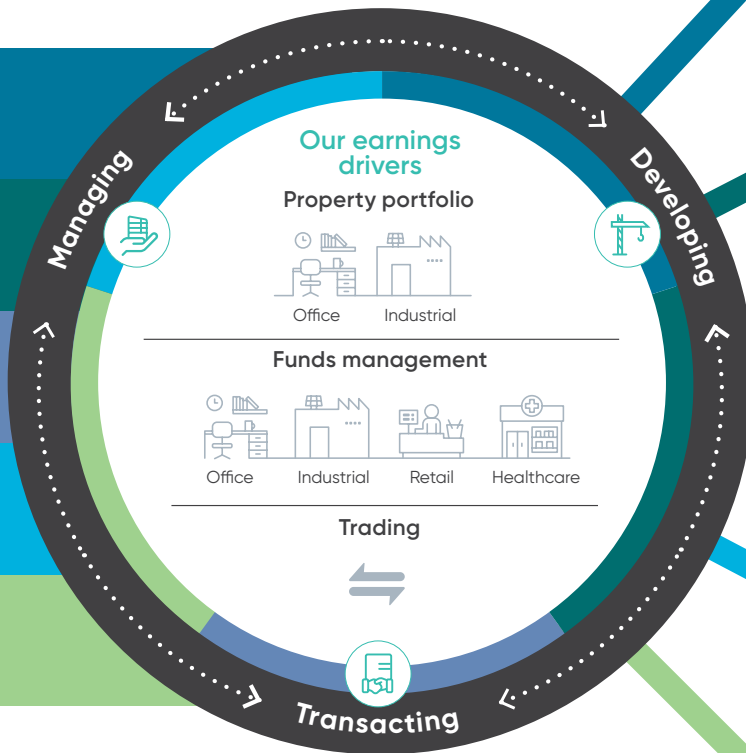 Managing
Developing
Our earnings
drivers
Property portfolio
Office Industrial
Funds management
Office Industrial Retail Healthcare
Trading
Transacting